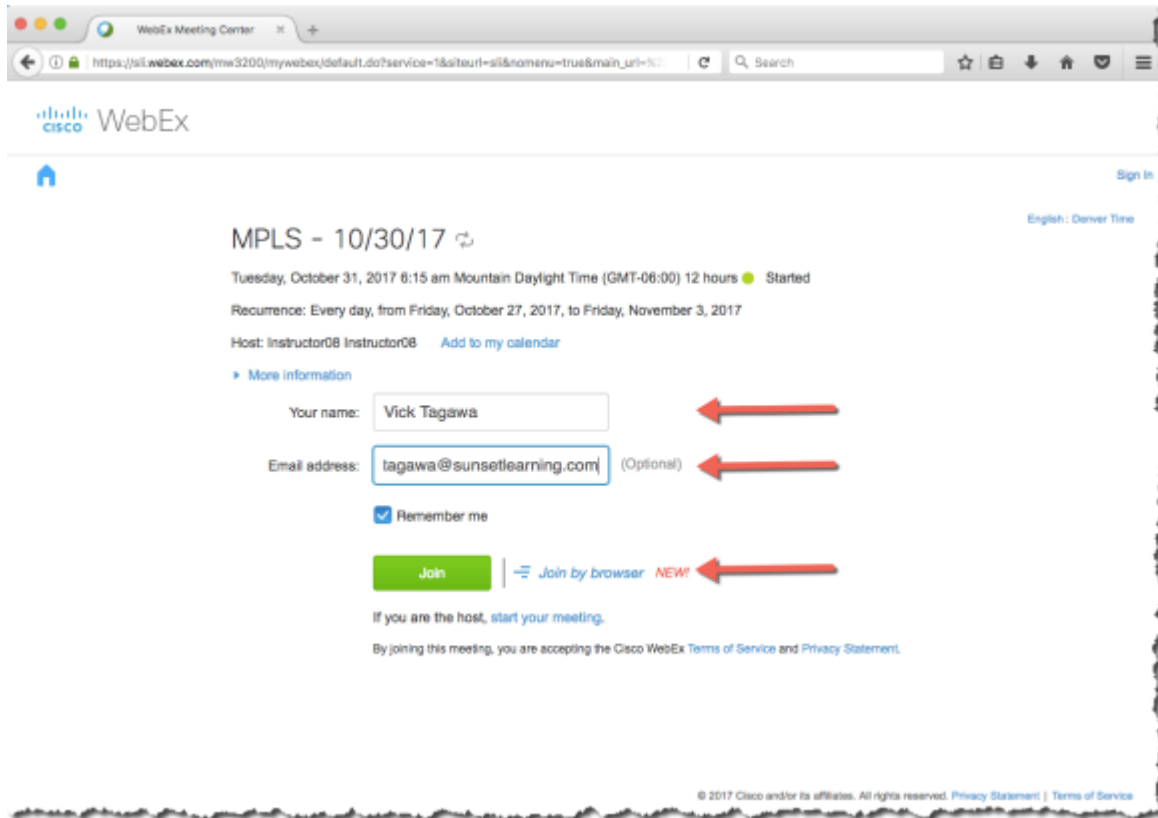 WebEx Meeting Center
https://sli.webex.com/mw3200/mywebex/default.do?service=1&siteurl=sli&nomenu=true&main_url=
Search
CISCO WebEx
Sign In
English : Denver Time
MPLS - 10/30/17
Tuesday, October 31, 2017 6:15 am Mountain Daylight Time (GMT-06:00) 12 hours Started
Recurrence: Every day, from Friday, October 27, 2017, to Friday, November 3, 2017
Host: Instructor08 Instructor08 Add to my calendar
More information
Your name: Vick Tagawa
Email address: tagawa@sunsetlearning.com (Optional)
Remember me
Join Join by browser NEW!
If you are the host, start your meeting.
By joining this meeting, you are accepting the Cisco WebEx Terms of Service and Privacy Statement.
© 2017 Cisco and/or its affiliates. All rights reserved. Privacy Statement | Terms of Service